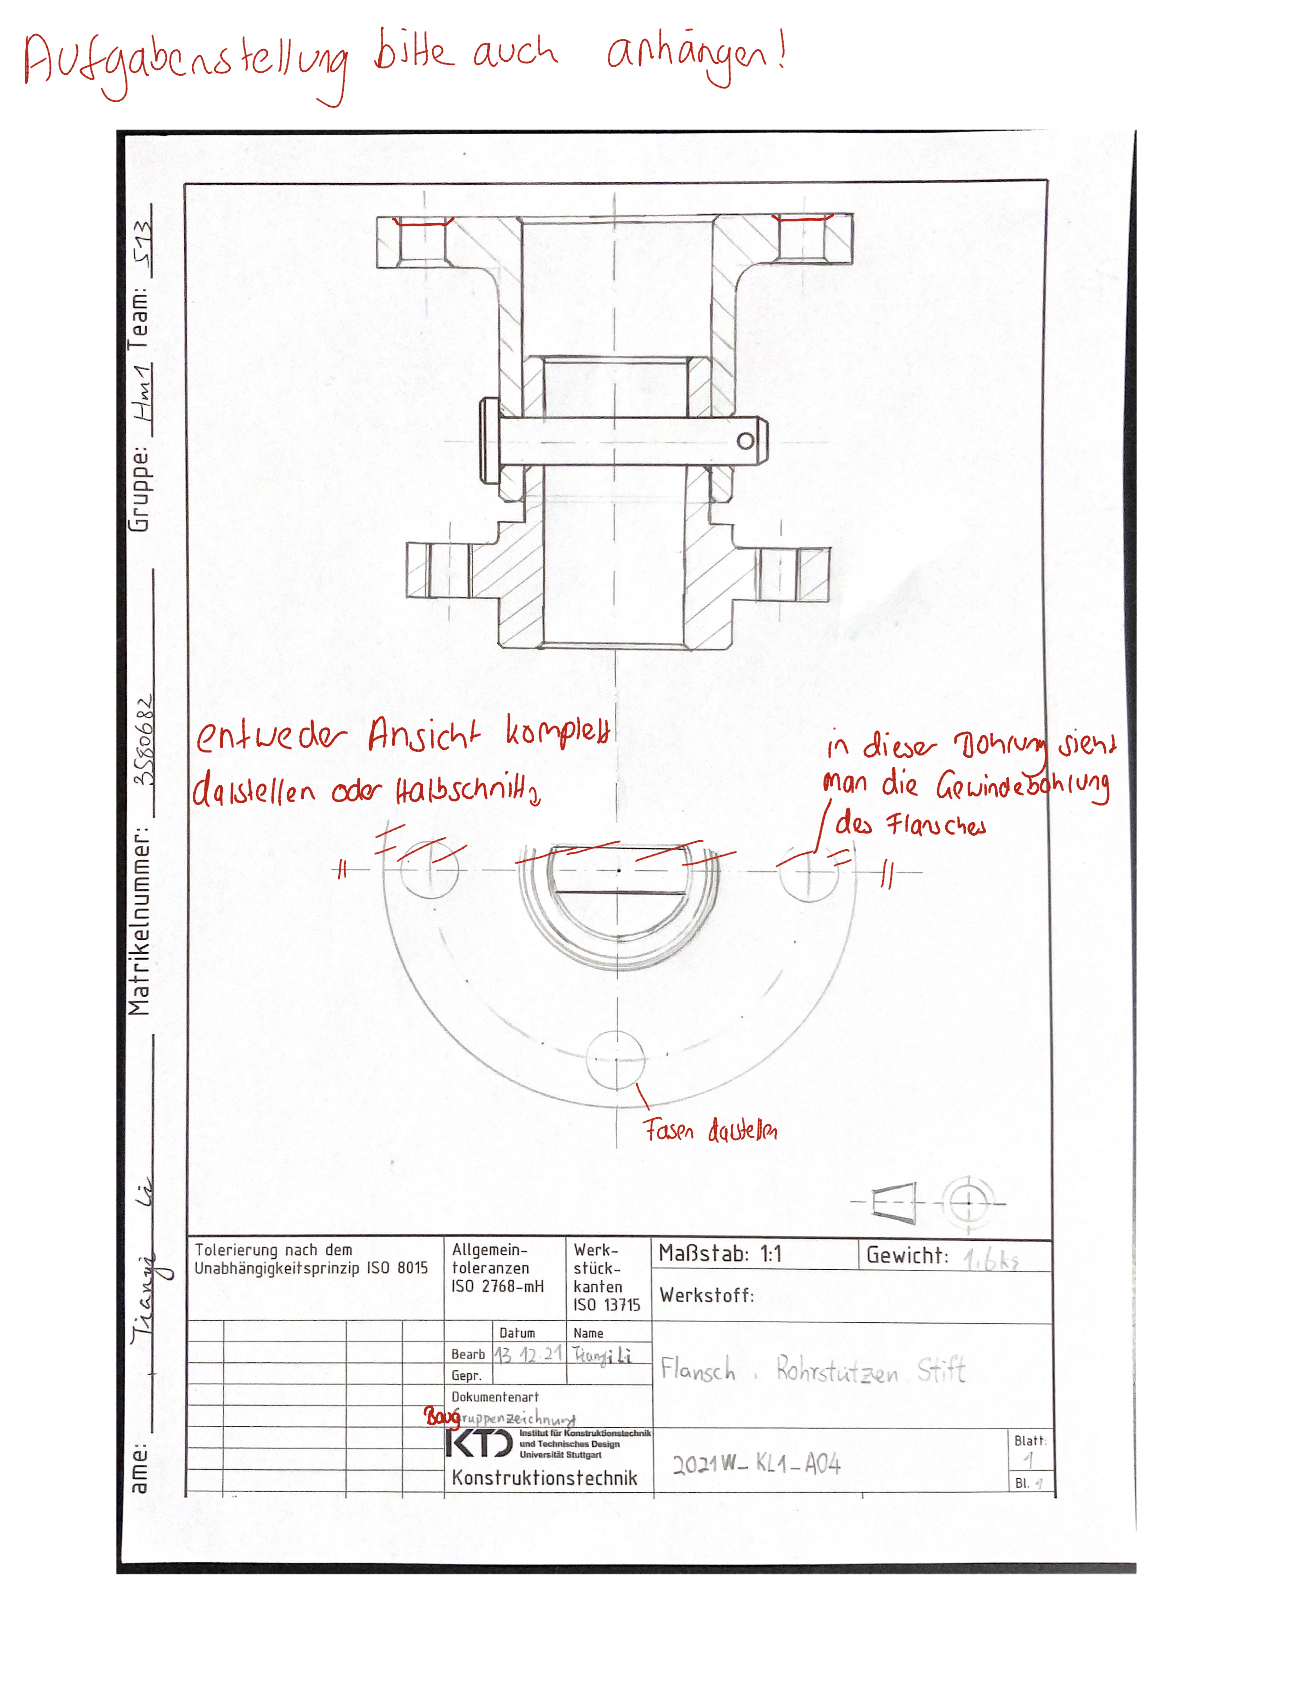 Aufgabenstellung bitte auch anhängen!
ame: Tianyi Li Matrikelnummer: 3580682 Gruppe: Hm1 Team: 513
entweder Ansicht komplett
darstellen oder Halbschnitt
in dieser Bohrung sieht
man die Gewindebohrung
des Flansches
Fasen darstellen
Tolerierung nach dem
Unabhängigkeitsprinzip ISO 8015
Allgemein-
toleranzen
ISO 2768-mH
Werk-
stück-
kanten
ISO 13715
Maßstab: 1:1
Gewicht: 1.6kg
Werkstoff:
Datum Name
Bearb 13.12.21 Tianyi Li
Gepr.
Dokumentenart
Baugruppenzeichnung
Flansch, Rohrstutzen Stift
KTD Institut für Konstruktionstechnik
und Technisches Design
Universität Stuttgart
Konstruktionstechnik
2021W-KL1-A04
Blatt:
1
Bl. 1